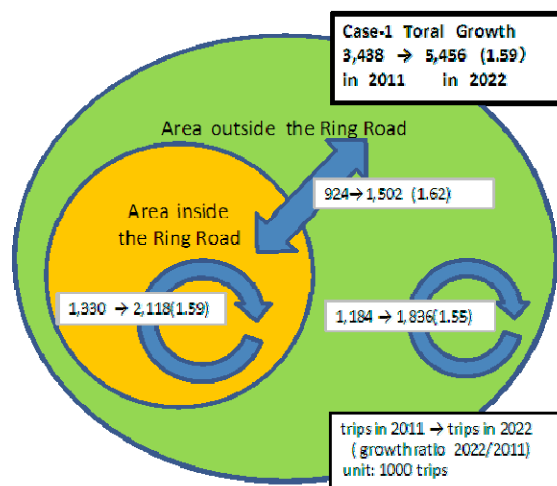 Case-1 Toral Growth
3,438 → 5,456 (1.59)
in 2011 in 2022
Area outside the Ring Road
924→1,502 (1.62)
Area inside
the Ring Road
1,330 → 2,118(1.59)
1,184 → 1,836(1.55)
trips in 2011 → trips in 2022
( growth ratio 2022/2011)
unit: 1000 trips